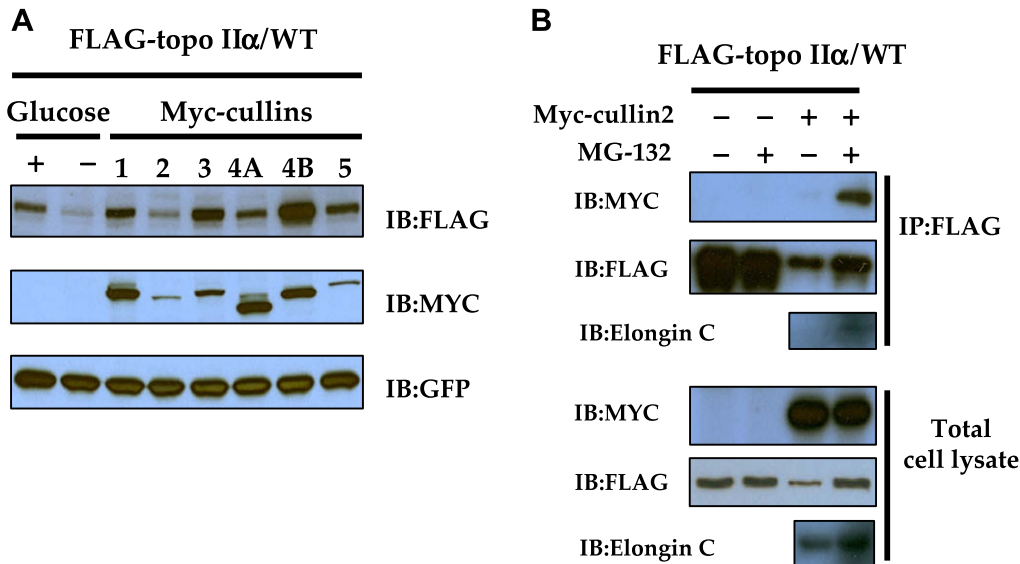 A
FLAG-topo IIα/WT
Glucose Myc-cullins
+ − 1 2 3 4A 4B 5
IB:FLAG
IB:MYC
IB:GFP
B
FLAG-topo IIα/WT
Myc-cullin2 − − + +
MG-132 − + − +
IB:MYC
IB:FLAG
IB:Elongin C
IP:FLAG
IB:MYC
IB:FLAG
IB:Elongin C
Total
cell lysate